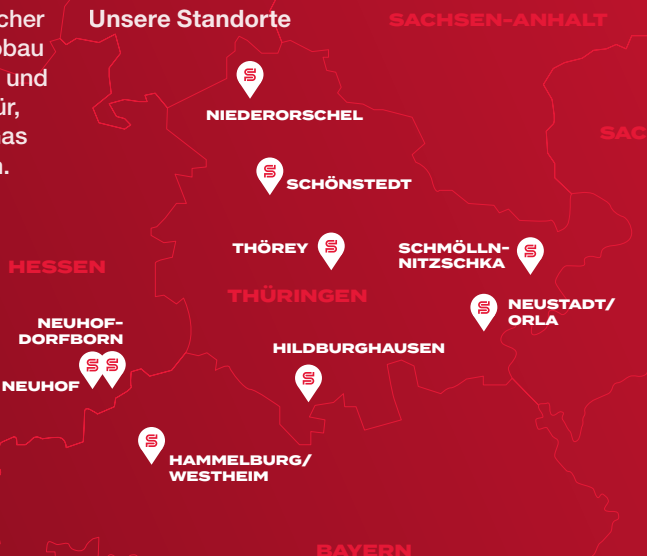 Unsere Standorte
und
SACHSEN-ANHALT
NIEDERORSCHEL
SCHÖNSTEDT
THÖREY
SCHMÖLLN-
NITZSCHKA
HESSEN
THÜRINGEN
NEUSTADT/
ORLA
NEUHOF-
DORFBORN
HILDBURGHAUSEN
NEUHOF
HAMMELBURG/
WESTHEIM
BAYERN